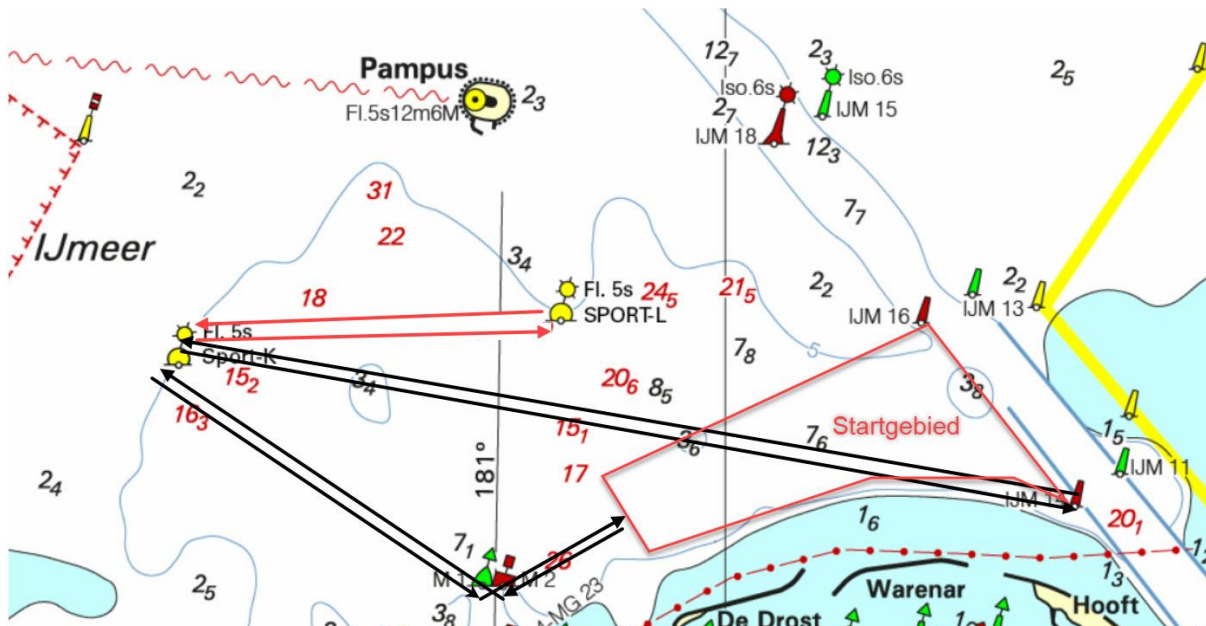 12₇
2₃
Iso.6s
Iso.6s
2₅
Pampus
2₃
Fl.5s12m6M
2₇
IJM 15
IJM 18
12₃
2₂
31
7₇
22
IJmeer
3₄
2₂
18
Fl. 5s
24₅
21₅
2₂
IJM 13
SPORT-L
IJM 16
Fl. 5s
Sport-K
7₈
5
15₂
3₄
20₆
8₅
3₈
16₃
15₁
3₆
7₆
Startgebied
1₅
17
181°
IJM 11
2₄
IJM 14
20₁
1₆
7₁
26
M 1
M 2
1₃
2₅
MG 23
Warenar
3₈
De Drost
Hooft